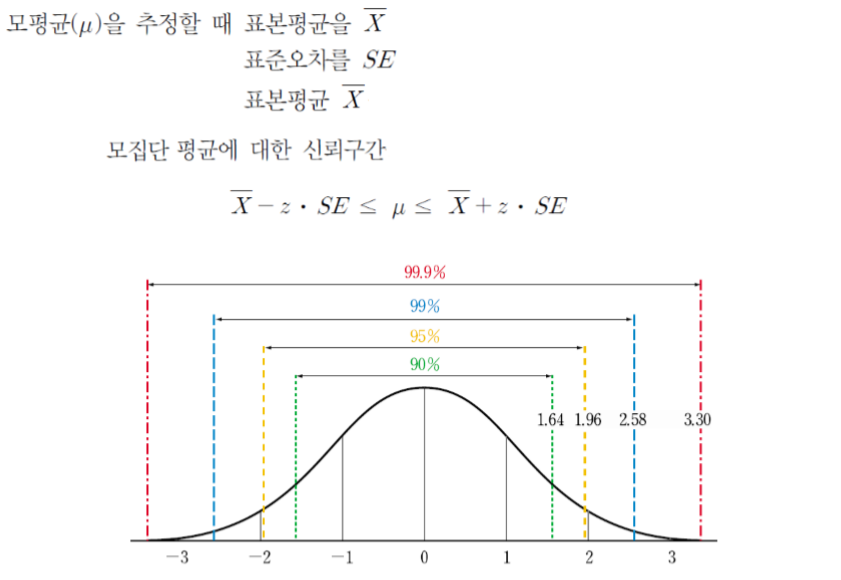 모평균(μ)을 추정할 때 표본평균을 X̅
표준오차를 SE
표본평균 X̅
모집단 평균에 대한 신뢰구간
X̅ − z · SE ≤ μ ≤ X̅ + z · SE
99.9%
99%
95%
90%
1.64 1.96 2.58 3.30
−3 −2 −1 0 1 2 3